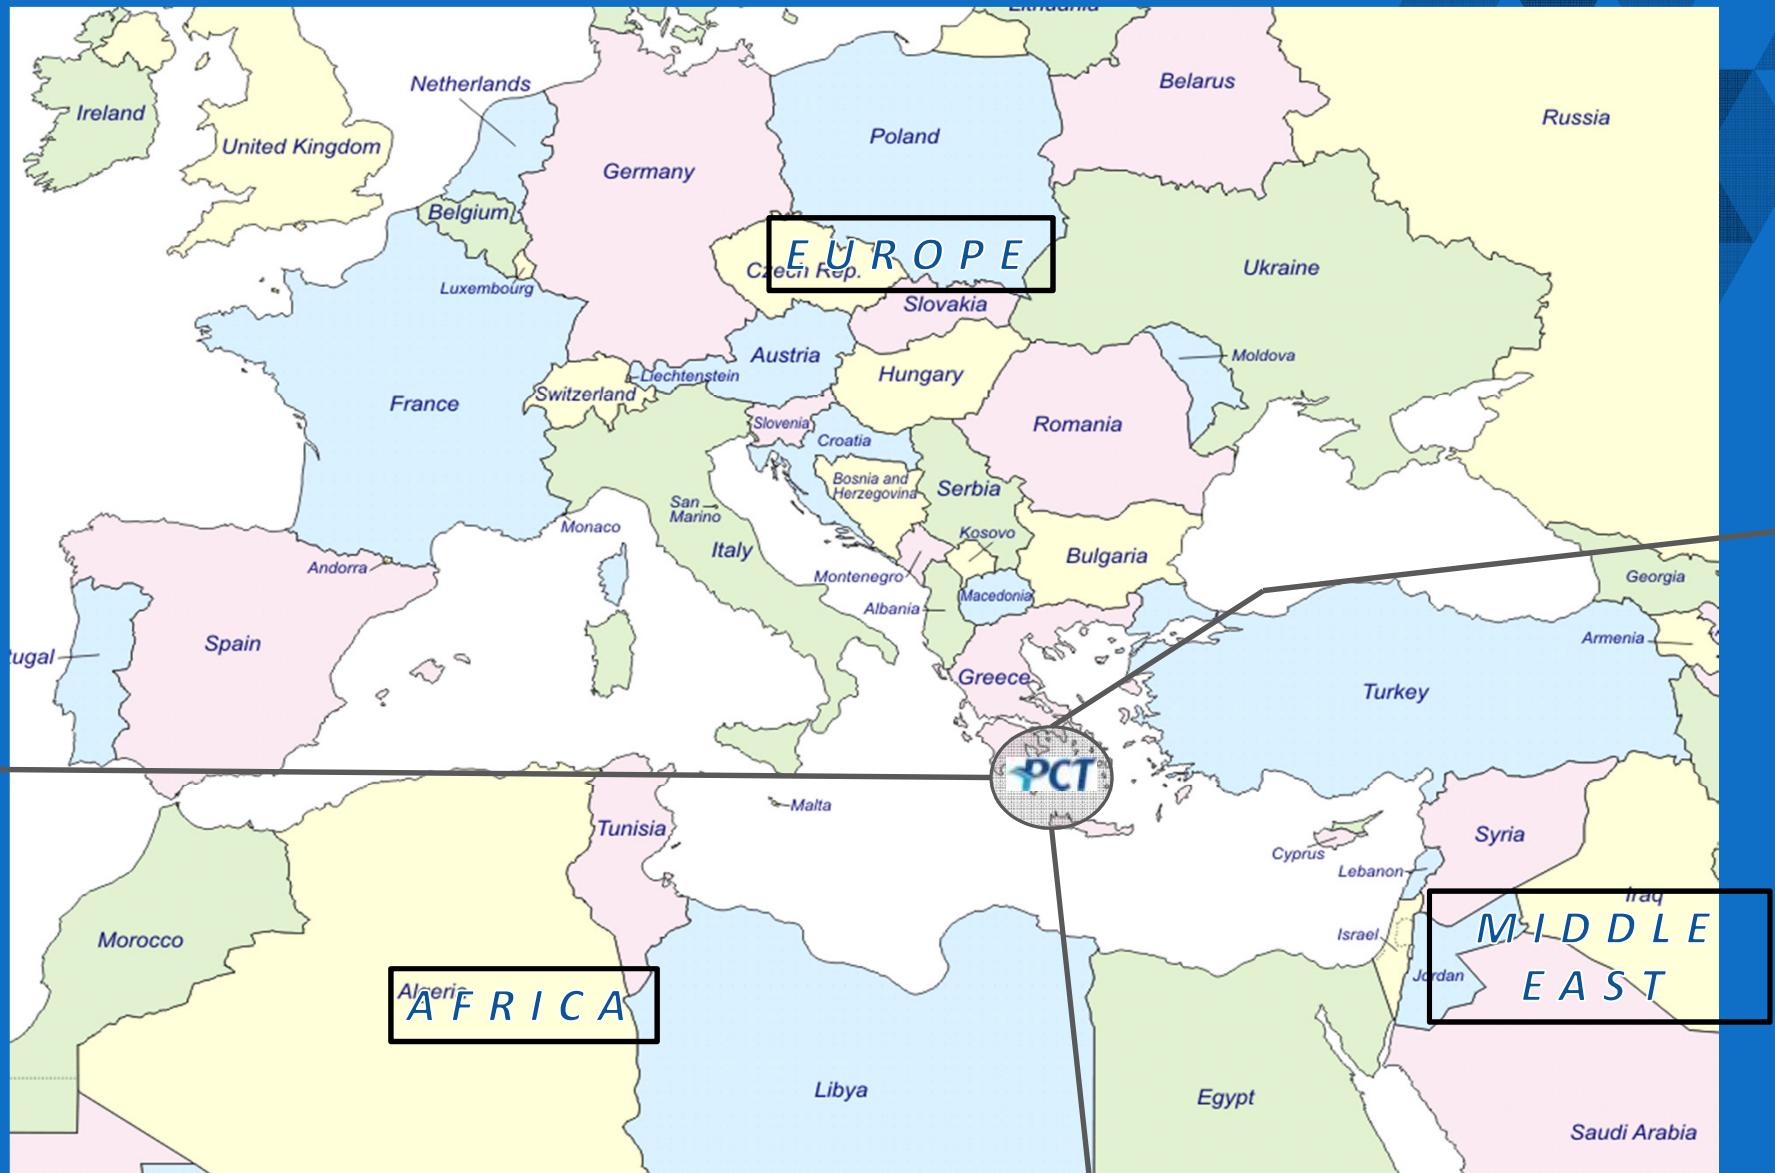 Lithuania
Netherlands
Belarus
Ireland
Russia
United Kingdom
Poland
Germany
Belgium
EUROPE
Czech Rep.
Ukraine
Luxembourg
Slovakia
Austria
Moldova
Liechtenstein
Hungary
Switzerland
France
Slovenia
Romania
Croatia
Bosnia and
Herzegovina
Serbia
San
Marino
Monaco
Kosovo
Italy
Bulgaria
Andorra
Montenegro
Georgia
Macedonia
Albania
Armenia
Spain
tugal
Greece
Turkey
PCT
Malta
Tunisia
Syria
Cyprus
Lebanon
Iraq
MIDDLE
EAST
Israel
Morocco
Jordan
Algeria
AFRICA
Libya
Egypt
Saudi Arabia